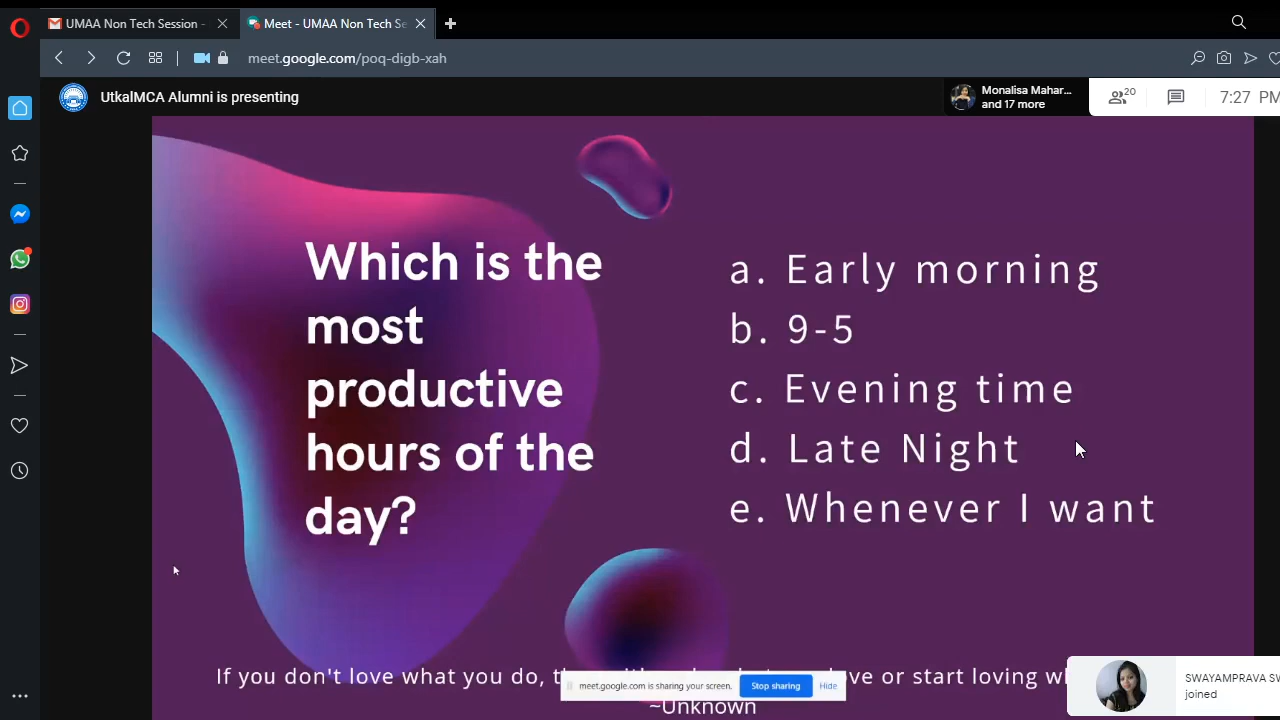 UMAA Non Tech Session -
Meet - UMAA Non Tech Se
meet.google.com/poq-digb-xah
UtkalMCA Alumni is presenting
Monalisa Mahar...
and 17 more
20
7:27 PM
Which is the
most
productive
hours of the
day?
a. Early morning
b. 9-5
c. Evening time
d. Late Night
e. Whenever I want
If you don't love what you do, ove or start loving
meet.google.com is sharing your screen.
Stop sharing
Hide
~Unknown
SWAYAMPRAVA
joined